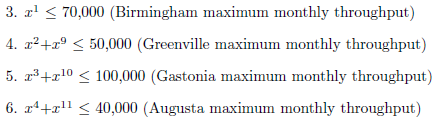 3. x¹ ≤ 70,000 (Birmingham maximum monthly throughput)
4. x²+x⁹ ≤ 50,000 (Greenville maximum monthly throughput)
5. x³+x¹⁰ ≤ 100,000 (Gastonia maximum monthly throughput)
6. x⁴+x¹¹ ≤ 40,000 (Augusta maximum monthly throughput)